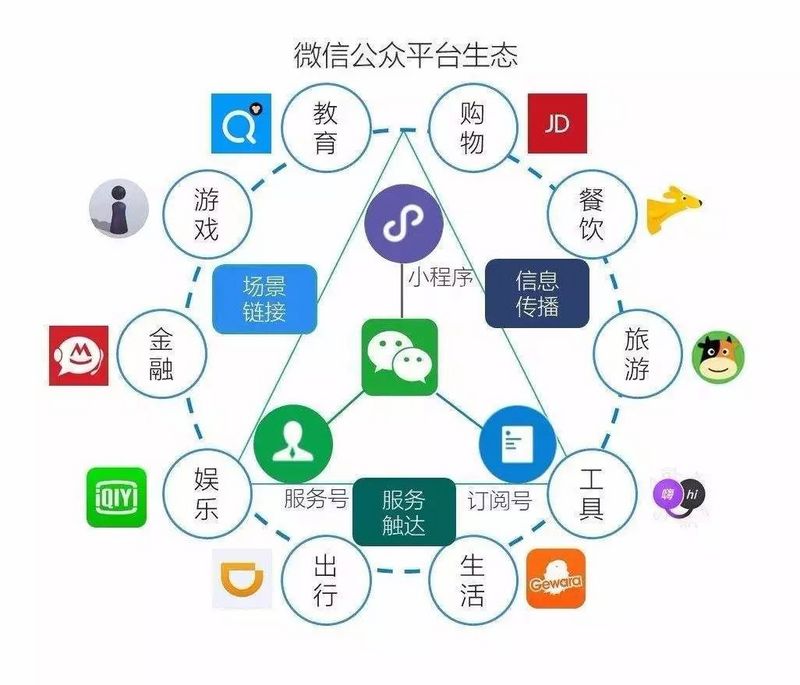 微信公众平台生态
教
育
购
物
JD
游
戏
餐
饮
小程序
场景
链接
信息
传播
金
融
旅
游
iQIYI
娱
乐
服务号
服务
触达
订阅号
工
具
嗨
hi
出
行
生
活
Gewara